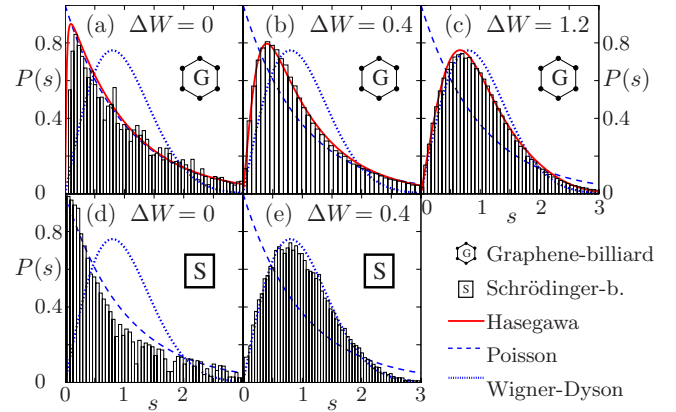 (a) ΔW = 0 (b) ΔW = 0.4 (c) ΔW = 1.2
0.8 0.8
P(s) G G G P(s)
0.4 0.4
0 0
0 1 2 3
s
(d) ΔW = 0 (e) ΔW = 0.4
0.8
P(s) S S
0.4
0
0 1 2 0 1 2 3
s s
G Graphene-billiard
S Schrödinger-b.
Hasegawa
Poisson
Wigner-Dyson